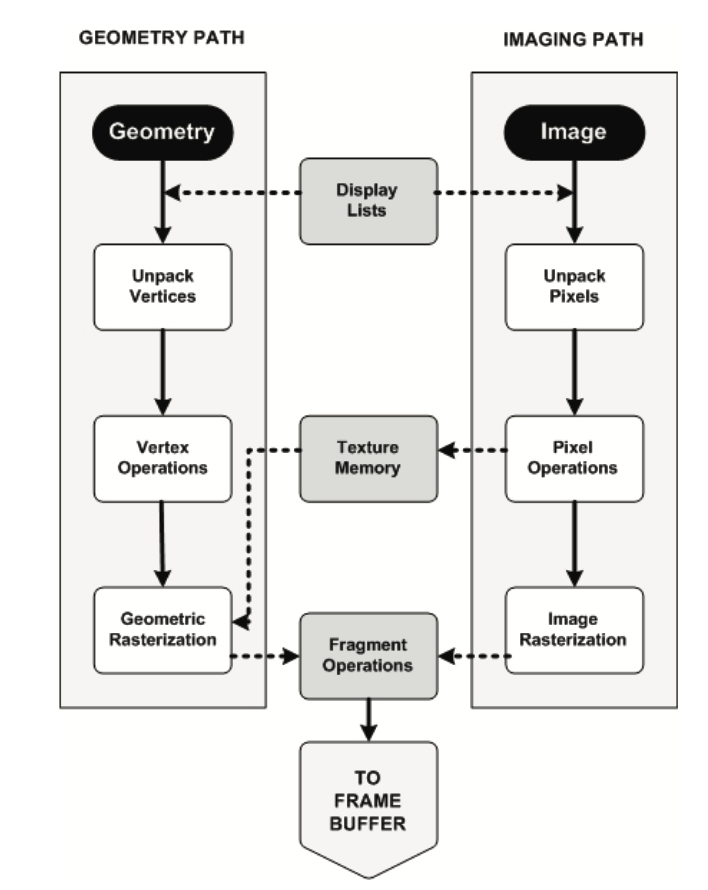 GEOMETRY PATH
IMAGING PATH
Geometry
Image
Display
Lists
Unpack
Vertices
Unpack
Pixels
Vertex
Operations
Texture
Memory
Pixel
Operations
Geometric
Rasterization
Fragment
Operations
Image
Rasterization
TO
FRAME
BUFFER